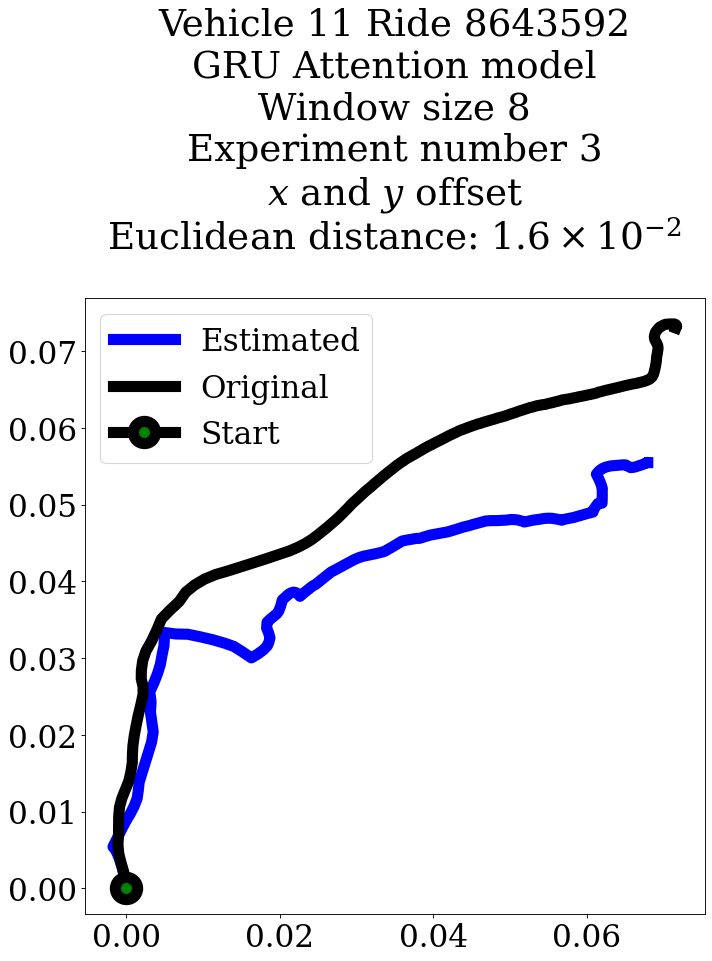 Vehicle 11 Ride 8643592
GRU Attention model
Window size 8
Experiment number 3
x and y offset
Euclidean distance: 1.6 × 10⁻²
Estimated
Original
Start
0.07
0.06
0.05
0.04
0.03
0.02
0.01
0.00
0.00 0.02 0.04 0.06